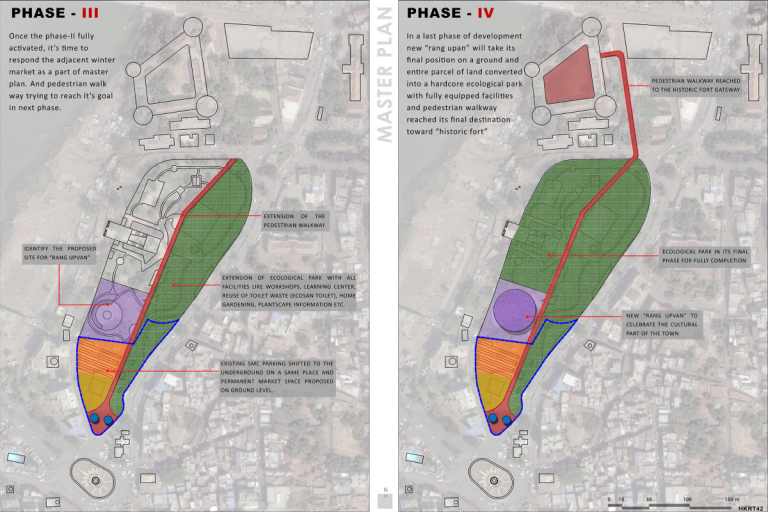 PHASE - III
Once the phase-II fully
activated, it's time to
respond the adjacent winter
market as a part of master
plan. And pedestrian walk
way trying to reach it's goal
in next phase.
EXTENSION OF THE
PEDESTRIAN WALKWAY
IDENTIFY THE PROPOSED
SITE FOR "RANG UPVAN"
EXTENSION OF ECOLOGICAL PARK WITH ALL
FACILITIES LIKE WORKSHOPS, LEARNING CENTER,
REUSE OF TOILET WASTE (ECOSAN TOILET), HOME
GARDENING, PLANTSCAPE INFORMATION ETC.
EXISTING SMC PARKING SHIFTED TO THE
UNDERGROUND ON A SAME PLACE AND
PERMANENT MARKET SPACE PROPOSED
ON GROUND LEVEL.
MASTER PLAN
N
PHASE - IV
In a last phase of development
new "rang upan" will take its
final position on a ground and
entire parcel of land converted
into a hardcore ecological park
with fully equipped facilities
and pedestrian walkway
reached its final destination
toward "historic fort"
PEDESTRIAN WALKWAY REACHED
TO THE HISTORIC FORT GATEWAY
ECOLOGICAL PARK IN ITS FINAL
PHASE FOR FULLY COMPLETION
NEW "RANG UPVAN" TO
CELEBRATE THE CULTURAL
PART OF THE TOWN
0 15 50 100 150 m
HKRT42